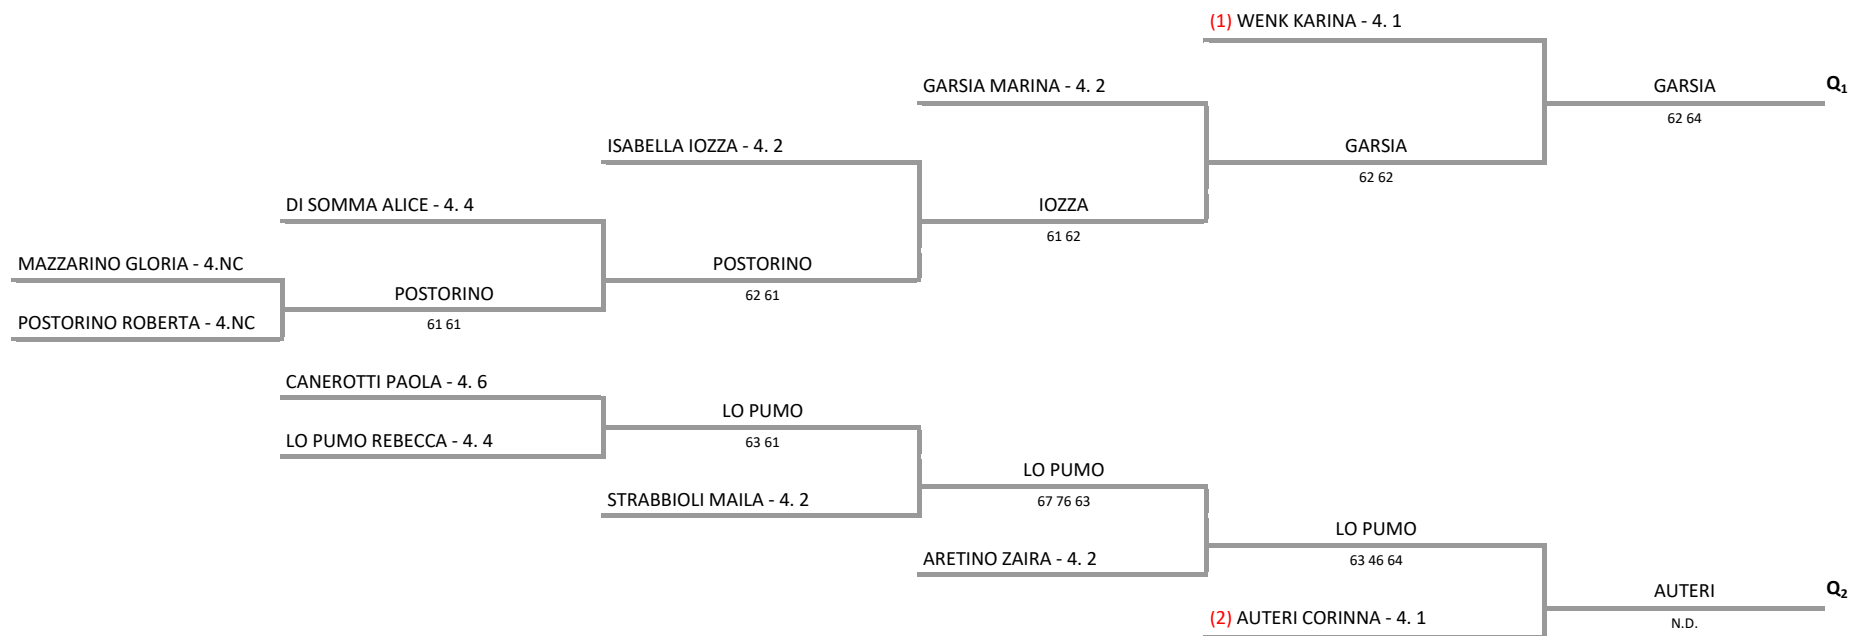 (1) WENK KARINA - 4. 1
GARSIA MARINA - 4. 2
GARSIA
Q1
62 64
ISABELLA IOZZA - 4. 2
GARSIA
62 62
DI SOMMA ALICE - 4. 4
IOZZA
61 62
MAZZARINO GLORIA - 4.NC
POSTORINO
62 61
POSTORINO
61 61
POSTORINO ROBERTA - 4.NC
CANEROTTI PAOLA - 4. 6
LO PUMO
63 61
LO PUMO REBECCA - 4. 4
LO PUMO
67 76 63
STRABBIOLI MAILA - 4. 2
LO PUMO
63 46 64
ARETINO ZAIRA - 4. 2
AUTERI
Q2
N.D.
(2) AUTERI CORINNA - 4. 1